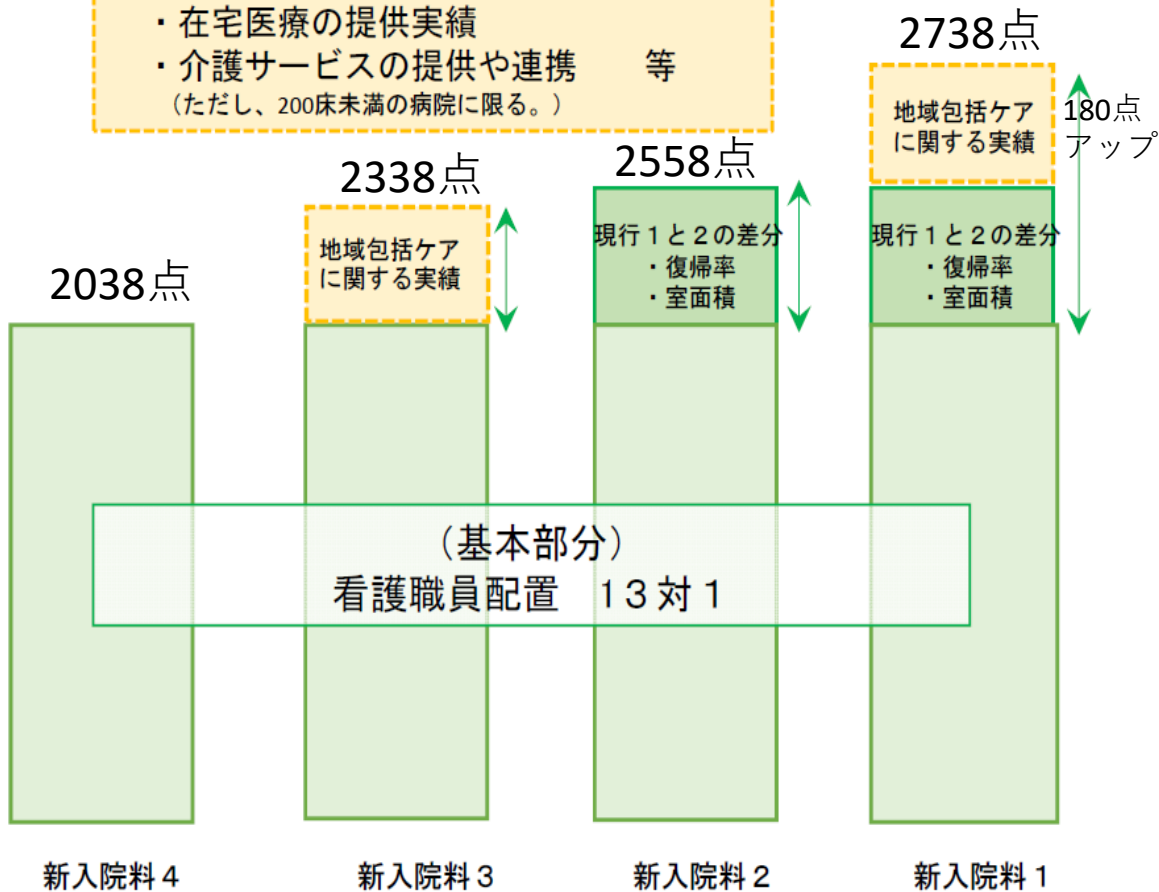 ・在宅医療の提供実績
・介護サービスの提供や連携　　等
（ただし、200床未満の病院に限る。）
2738点
地域包括ケア
に関する実績
180点
アップ
2558点
2338点
地域包括ケア
に関する実績
現行１と２の差分
・復帰率
・室面積
現行１と２の差分
・復帰率
・室面積
2038点
（基本部分）
看護職員配置　１３対１
新入院料４
新入院料３
新入院料２
新入院料１